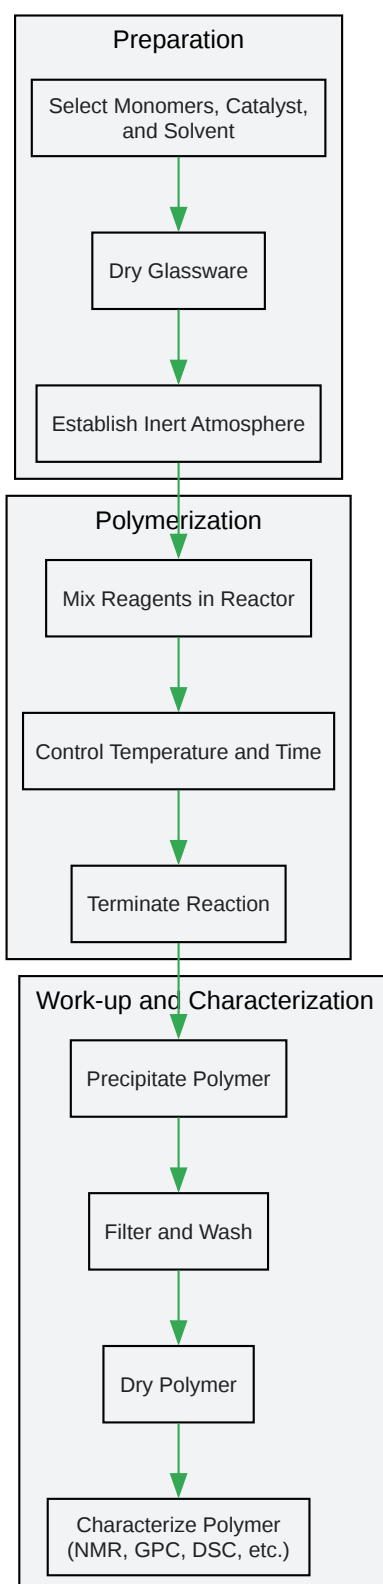 Preparation
Select Monomers, Catalyst,
and Solvent
Dry Glassware
Establish Inert Atmosphere
Polymerization
Mix Reagents in Reactor
Control Temperature and Time
Terminate Reaction
Work-up and Characterization
Precipitate Polymer
Filter and Wash
Dry Polymer
Characterize Polymer
(NMR, GPC, DSC, etc.)